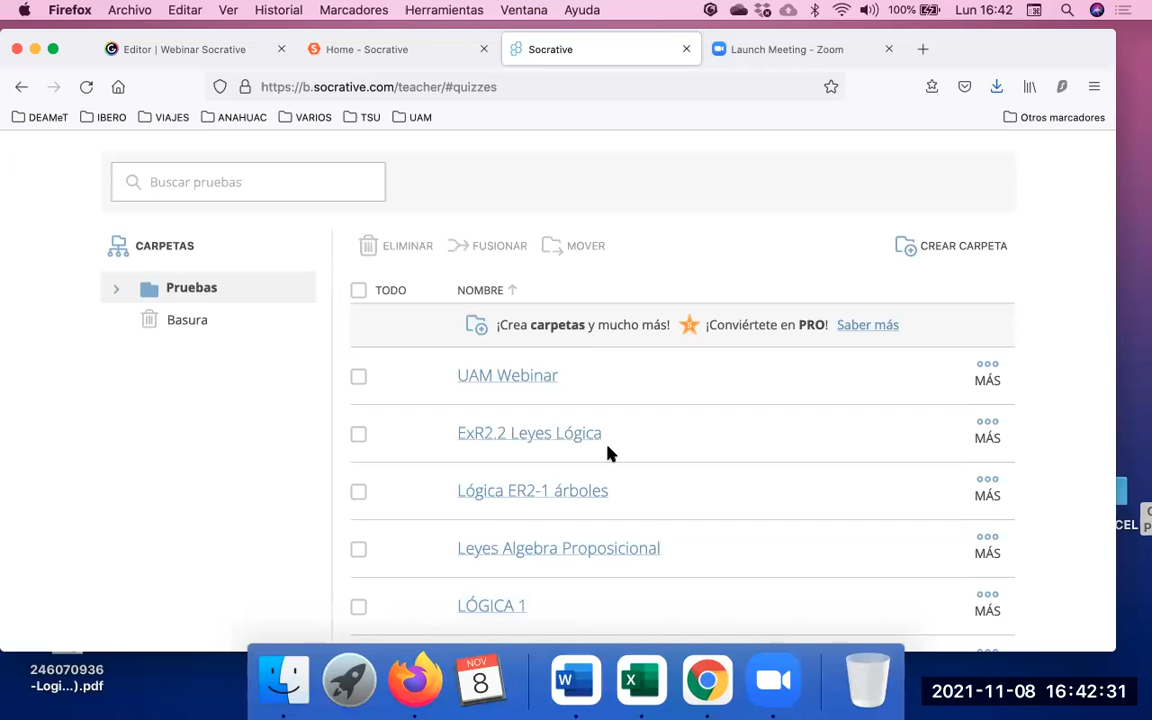 Firefox Archivo Editar Ver Historial Marcadores Herramientas Ventana Ayuda 100% Lun 16:42
Editor | Webinar Socrative Home - Socrative Socrative Launch Meeting - Zoom
https://b.socrative.com/teacher/#quizzes
DEAMeT IBERO VIAJES ANAHUAC VARIOS TSU UAM Otros marcadores
Buscar pruebas
CARPETAS ELIMINAR FUSIONAR MOVER CREAR CARPETA
Pruebas TODO NOMBRE
Basura ¡Crea carpetas y mucho más! ¡Conviértete en PRO! Saber más
UAM Webinar MÁS
ExR2.2 Leyes Lógica MÁS
Lógica ER2-1 árboles MÁS
Leyes Algebra Proposicional MÁS
LÓGICA 1 MÁS
NOV
8
246070936
-Logi...).pdf
2021-11-08 16:42:31